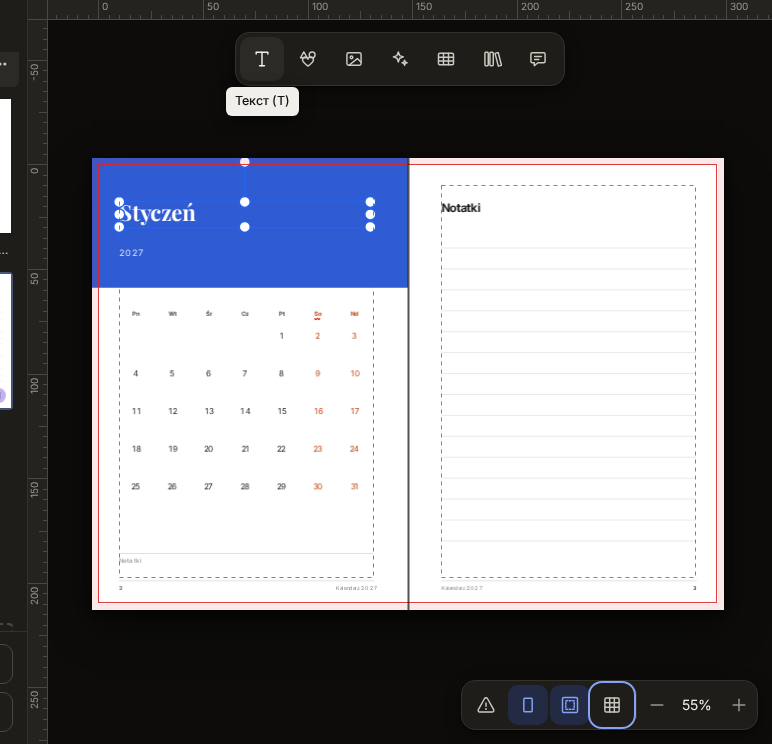 0 50 100 150 200 250 300
-50
0
50
100
150
200
250
Текст (T)
Styczeń
2027
Pn Wt Śr Cz Pt So Nd
1 2 3
4 5 6 7 8 9 10
11 12 13 14 15 16 17
18 19 20 21 22 23 24
25 26 27 28 29 30 31
Notatki
2 Kalendarz 2027
Notatki
Kalendarz 2027 3
55%